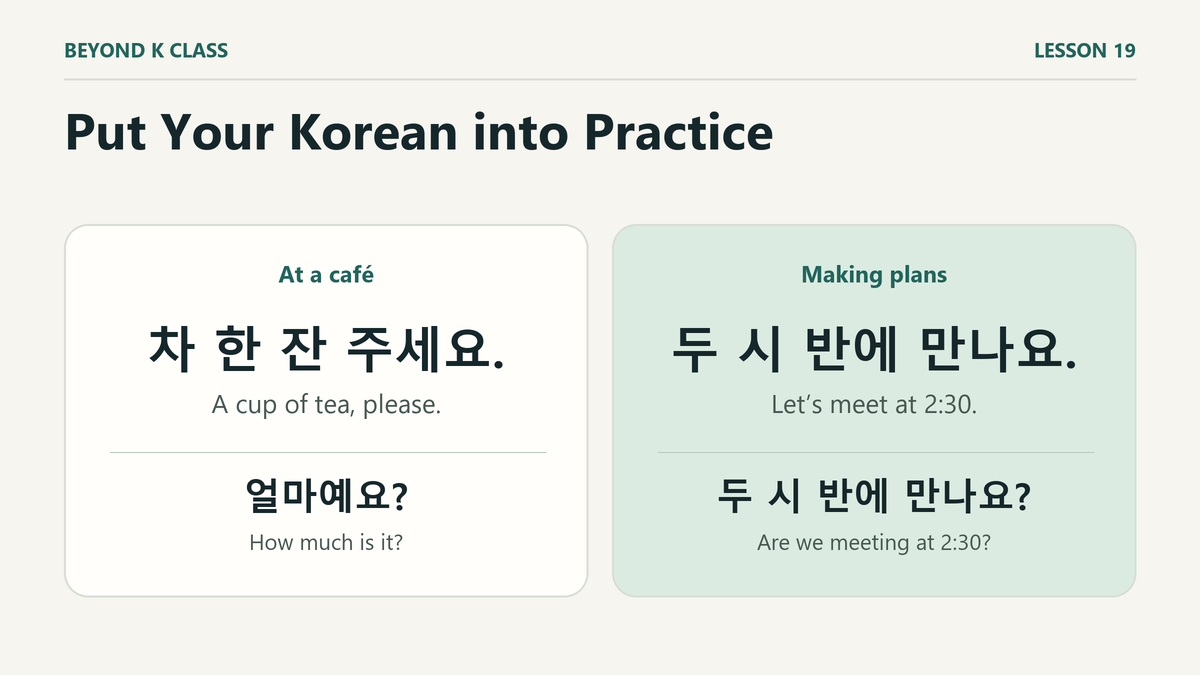 BEYOND K CLASS
LESSON 19
Put Your Korean into Practice
At a café
차 한 잔 주세요.
A cup of tea, please.
얼마예요?
How much is it?
Making plans
두 시 반에 만나요.
Let’s meet at 2:30.
두 시 반에 만나요?
Are we meeting at 2:30?